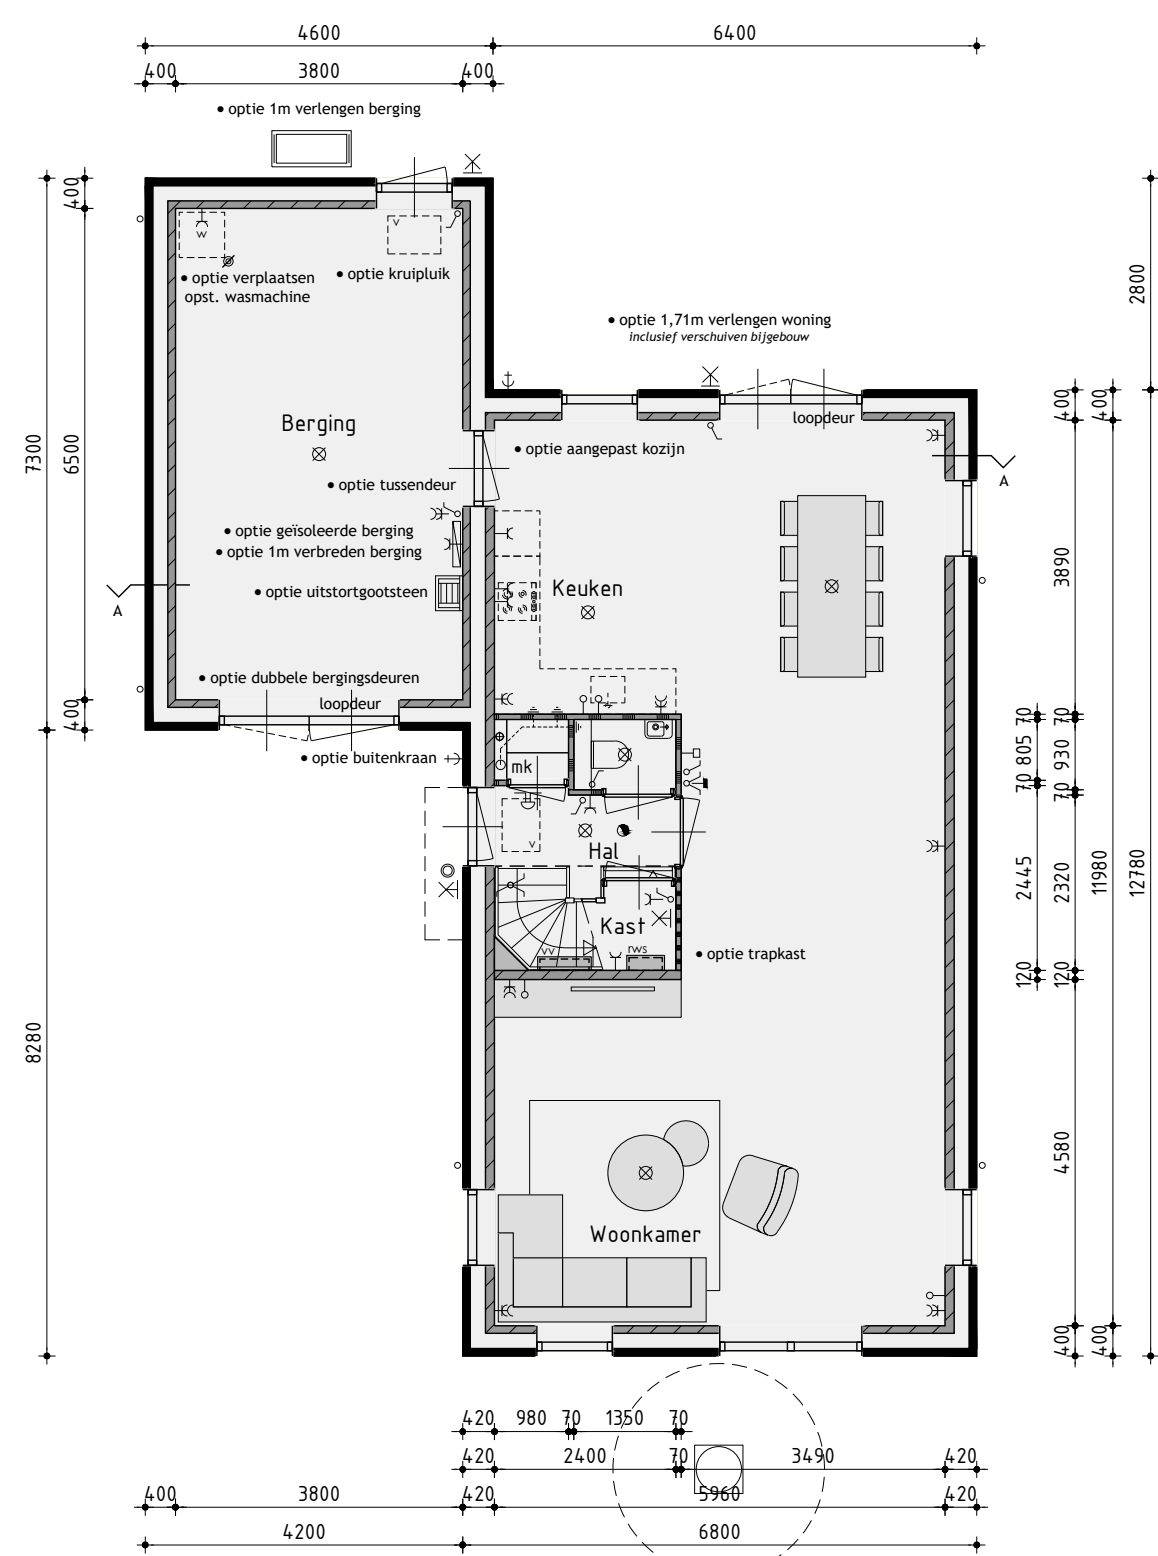 4600 6400
400 3800 400
• optie 1m verlengen berging
400
w
v
• optie verplaatsen
opst. wasmachine
• optie kruipluik
2800
• optie 1,71m verlengen woning
inclusief verschuiven bijgebouw
loopdeur
400 400
Berging
7300 6500
• optie aangepast kozijn
• optie tussendeur
A
• optie geïsoleerde berging
• optie 1m verbreden berging
3890
• optie uitstortgootsteen
Keuken
A
• optie dubbele bergingsdeuren
loopdeur
400
70 70
• optie buitenkraan
mk
805 930
70 70
v
Hal
2445 2320 11980 12780
Kast
vv
rws
• optie trapkast
120 120
8280
4580
Woonkamer
400 400
420 980 70 1350 70
420 2400 70 3490 420
400 3800 420 5960 420
4200 6800